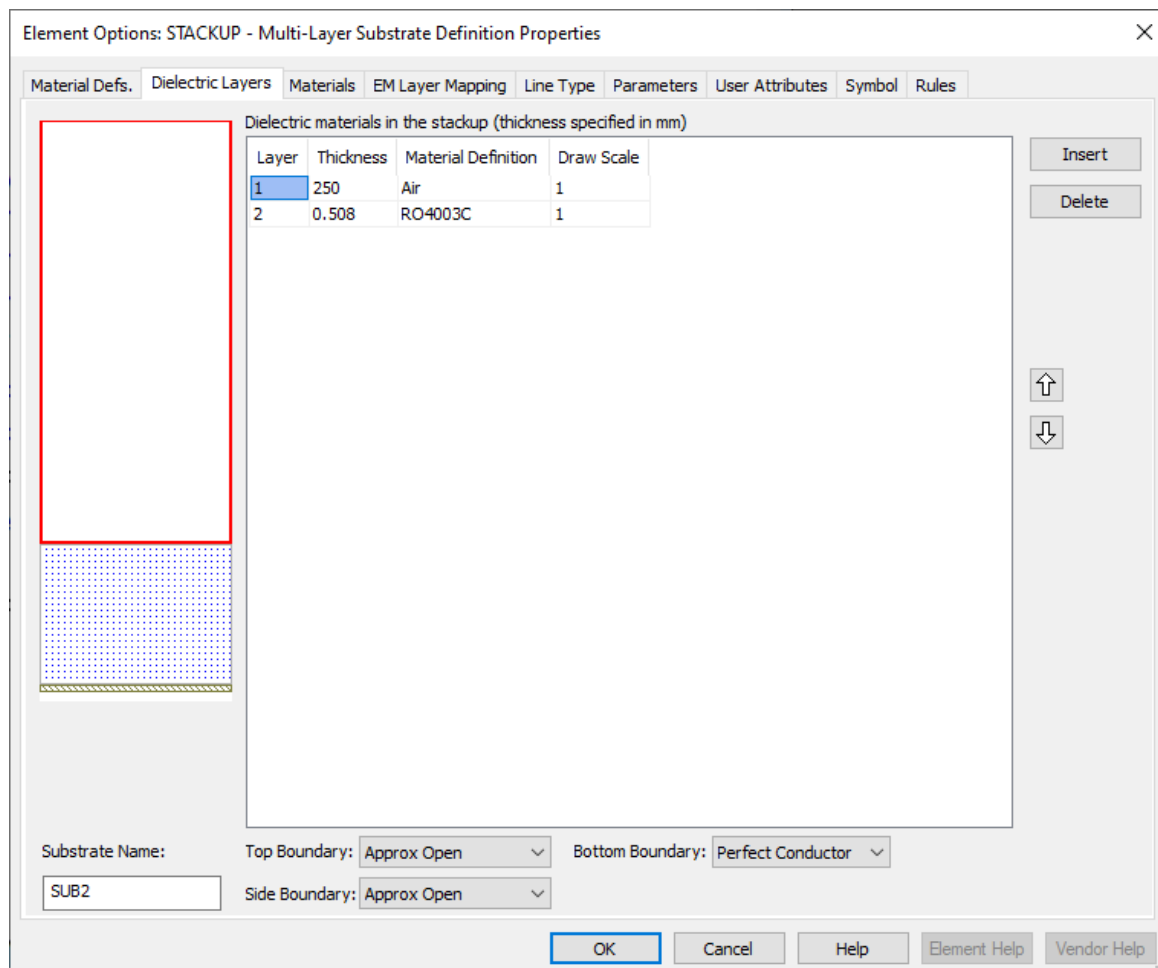 Element Options: STACKUP - Multi-Layer Substrate Definition Properties
Material Defs. Dielectric Layers Materials EM Layer Mapping Line Type Parameters User Attributes Symbol Rules
Dielectric materials in the stackup (thickness specified in mm)
Layer Thickness Material Definition Draw Scale
1 250 Air 1
2 0.508 RO4003C 1
Insert
Delete
Substrate Name: Top Boundary: Approx Open Bottom Boundary: Perfect Conductor
SUB2 Side Boundary: Approx Open
OK Cancel Help Element Help Vendor Help